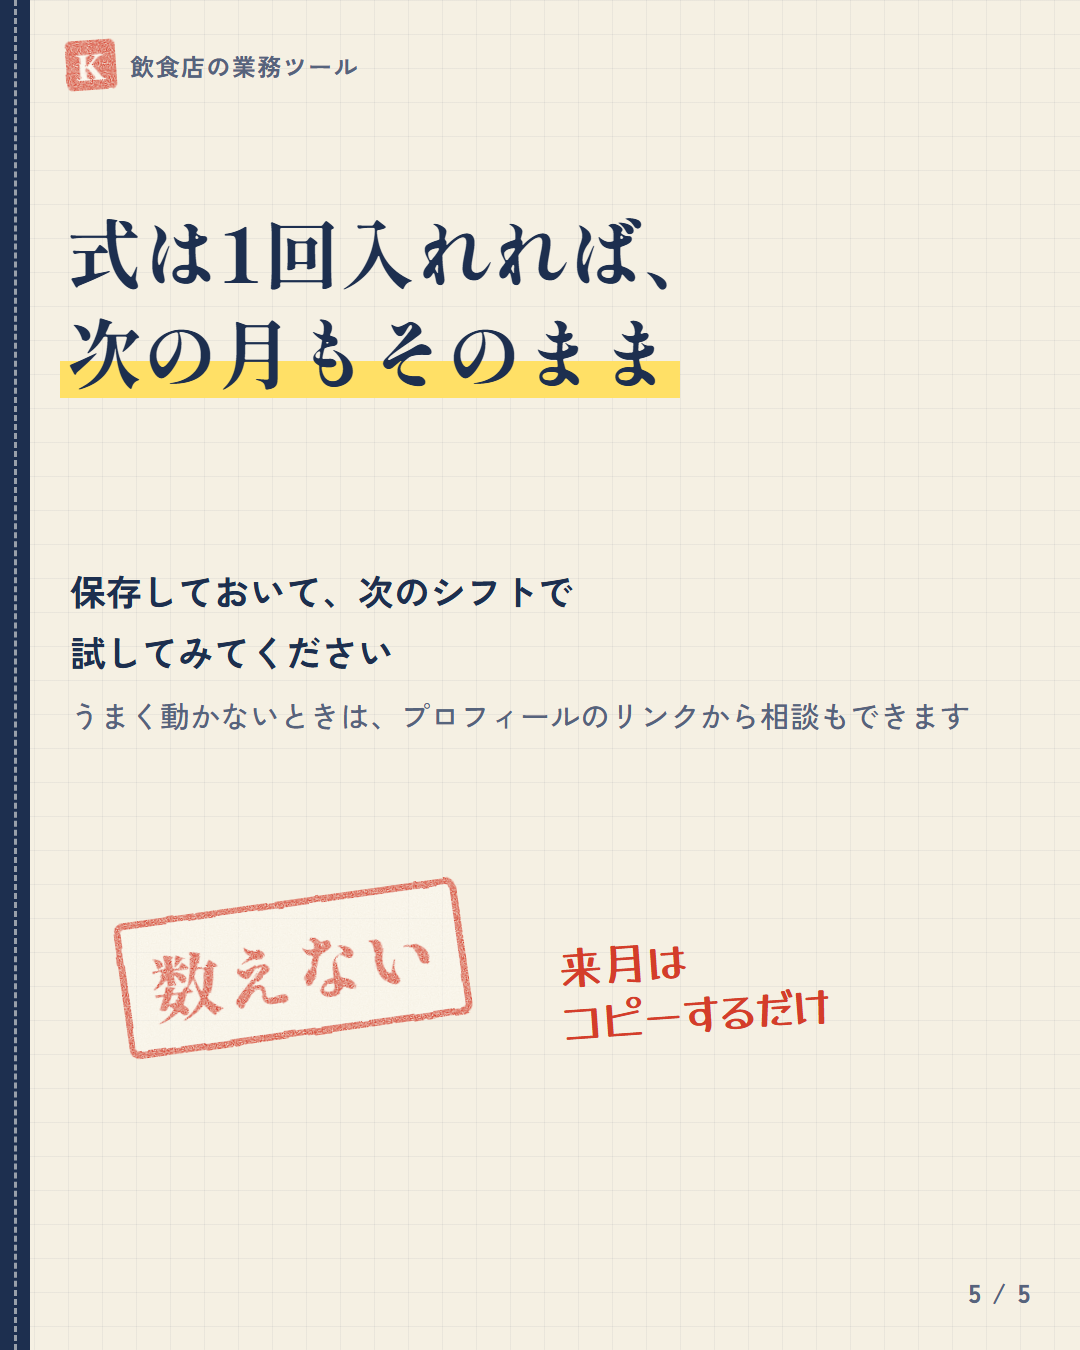 K 飲食店の業務ツール
式は1回入れれば、
次の月もそのまま
保存しておいて、次のシフトで
試してみてください
うまく動かないときは、プロフィールのリンクから相談もできます
数えない
来月は
コピーするだけ
5 / 5